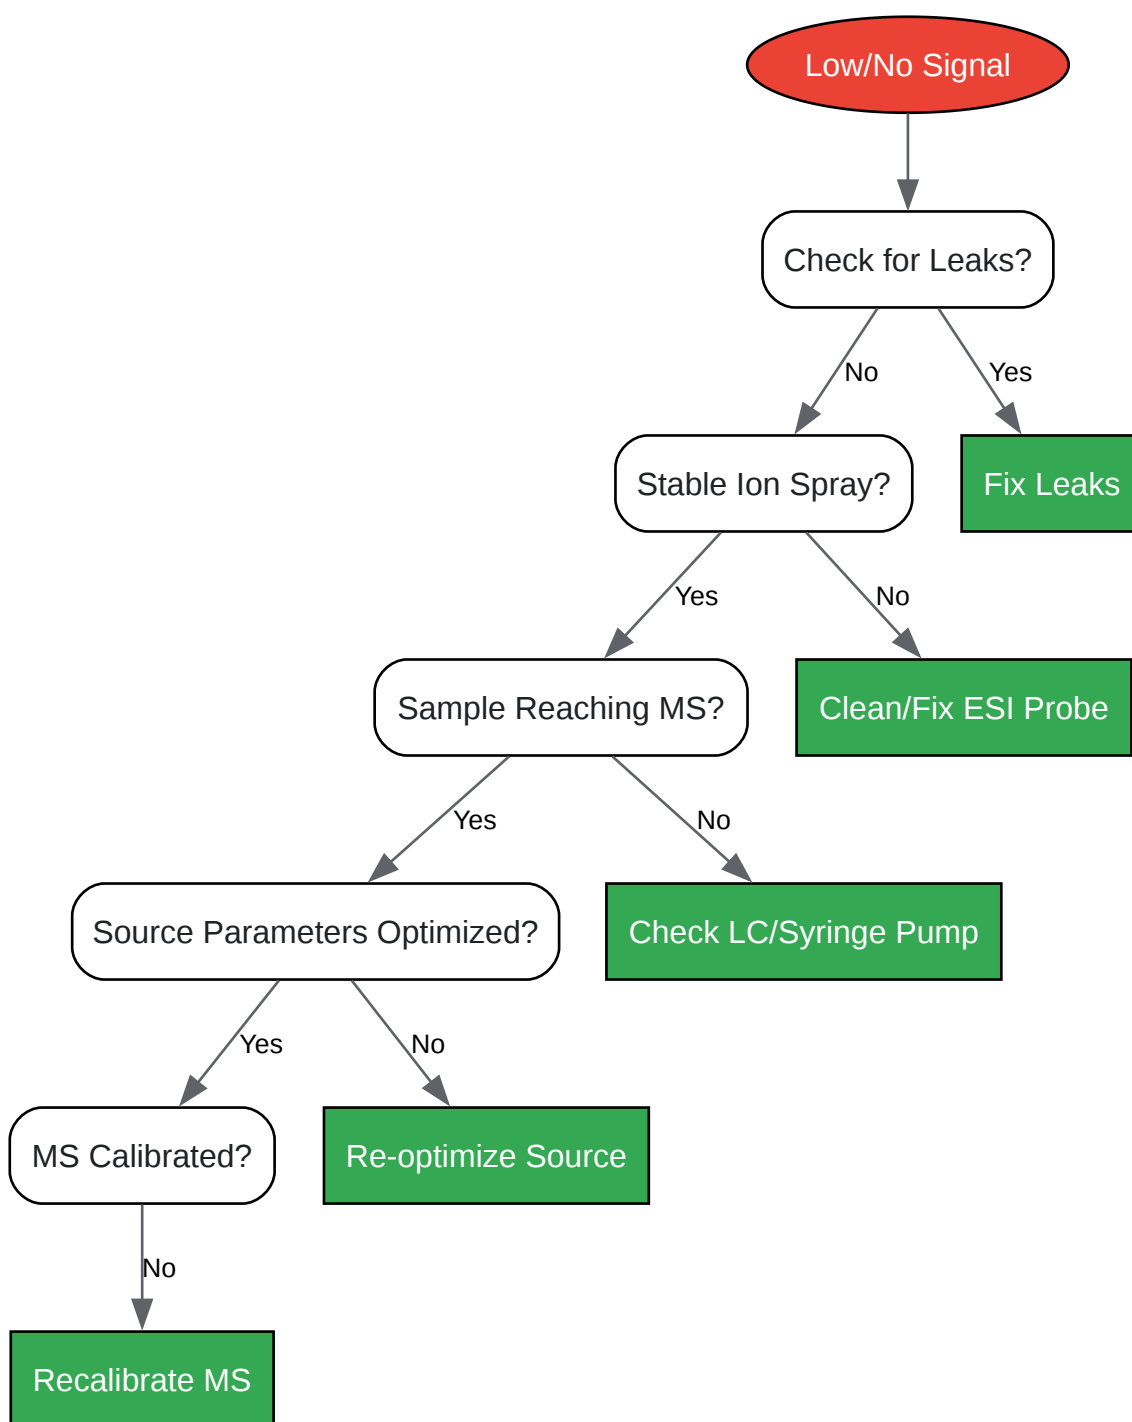 Low/No Signal
Check for Leaks?
No
Yes
Stable Ion Spray?
Fix Leaks
Yes
No
Sample Reaching MS?
Clean/Fix ESI Probe
Yes
No
Source Parameters Optimized?
Check LC/Syringe Pump
Yes
No
MS Calibrated?
Re-optimize Source
No
Recalibrate MS